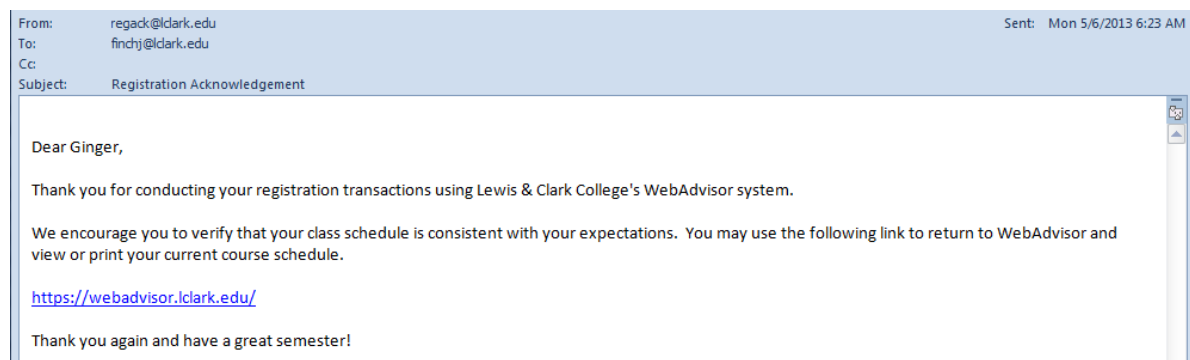 From: regack@lclark.edu Sent: Mon 5/6/2013 6:23 AM
To: finchj@lclark.edu
Cc:
Subject: Registration Acknowledgement
Dear Ginger,
Thank you for conducting your registration transactions using Lewis & Clark College's WebAdvisor system.
We encourage you to verify that your class schedule is consistent with your expectations. You may use the following link to return to WebAdvisor and
view or print your current course schedule.
https://webadvisor.lclark.edu/
Thank you again and have a great semester!